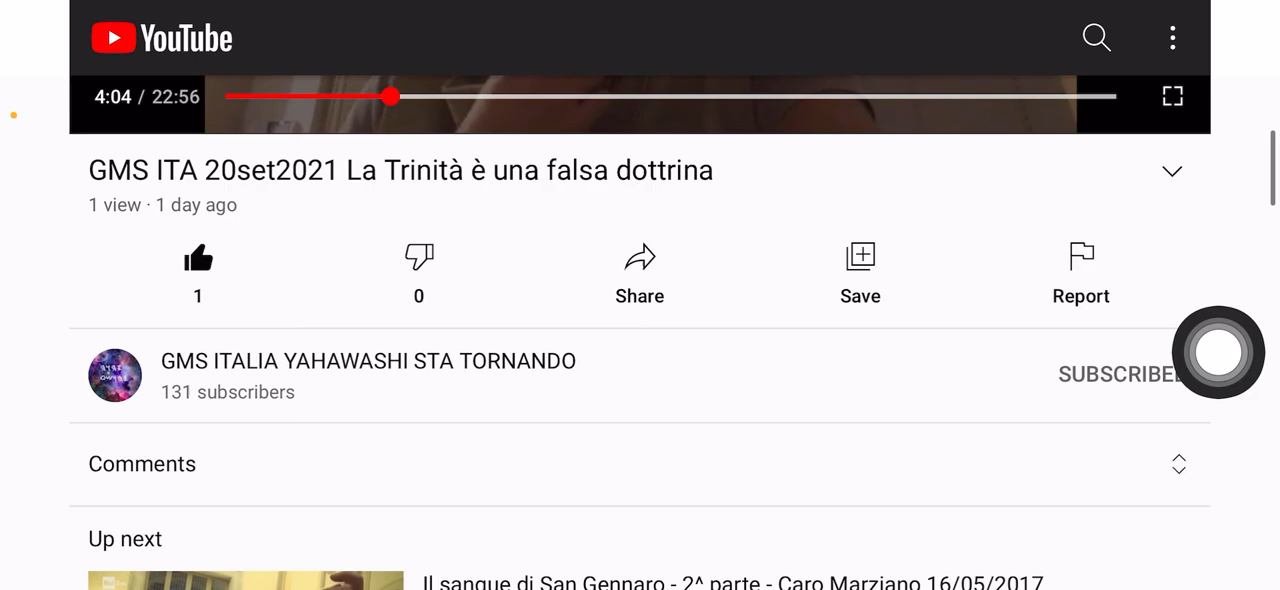 YouTube
4:04 / 22:56
GMS ITA 20set2021 La Trinità è una falsa dottrina
1 view · 1 day ago
1
0
Share
Save
Report
GMS ITALIA YAHAWASHI STA TORNANDO
131 subscribers
SUBSCRIBE
Comments
Up next
Il sangue di San Gennaro - 2^ parte - Caro Marziano 16/05/2017